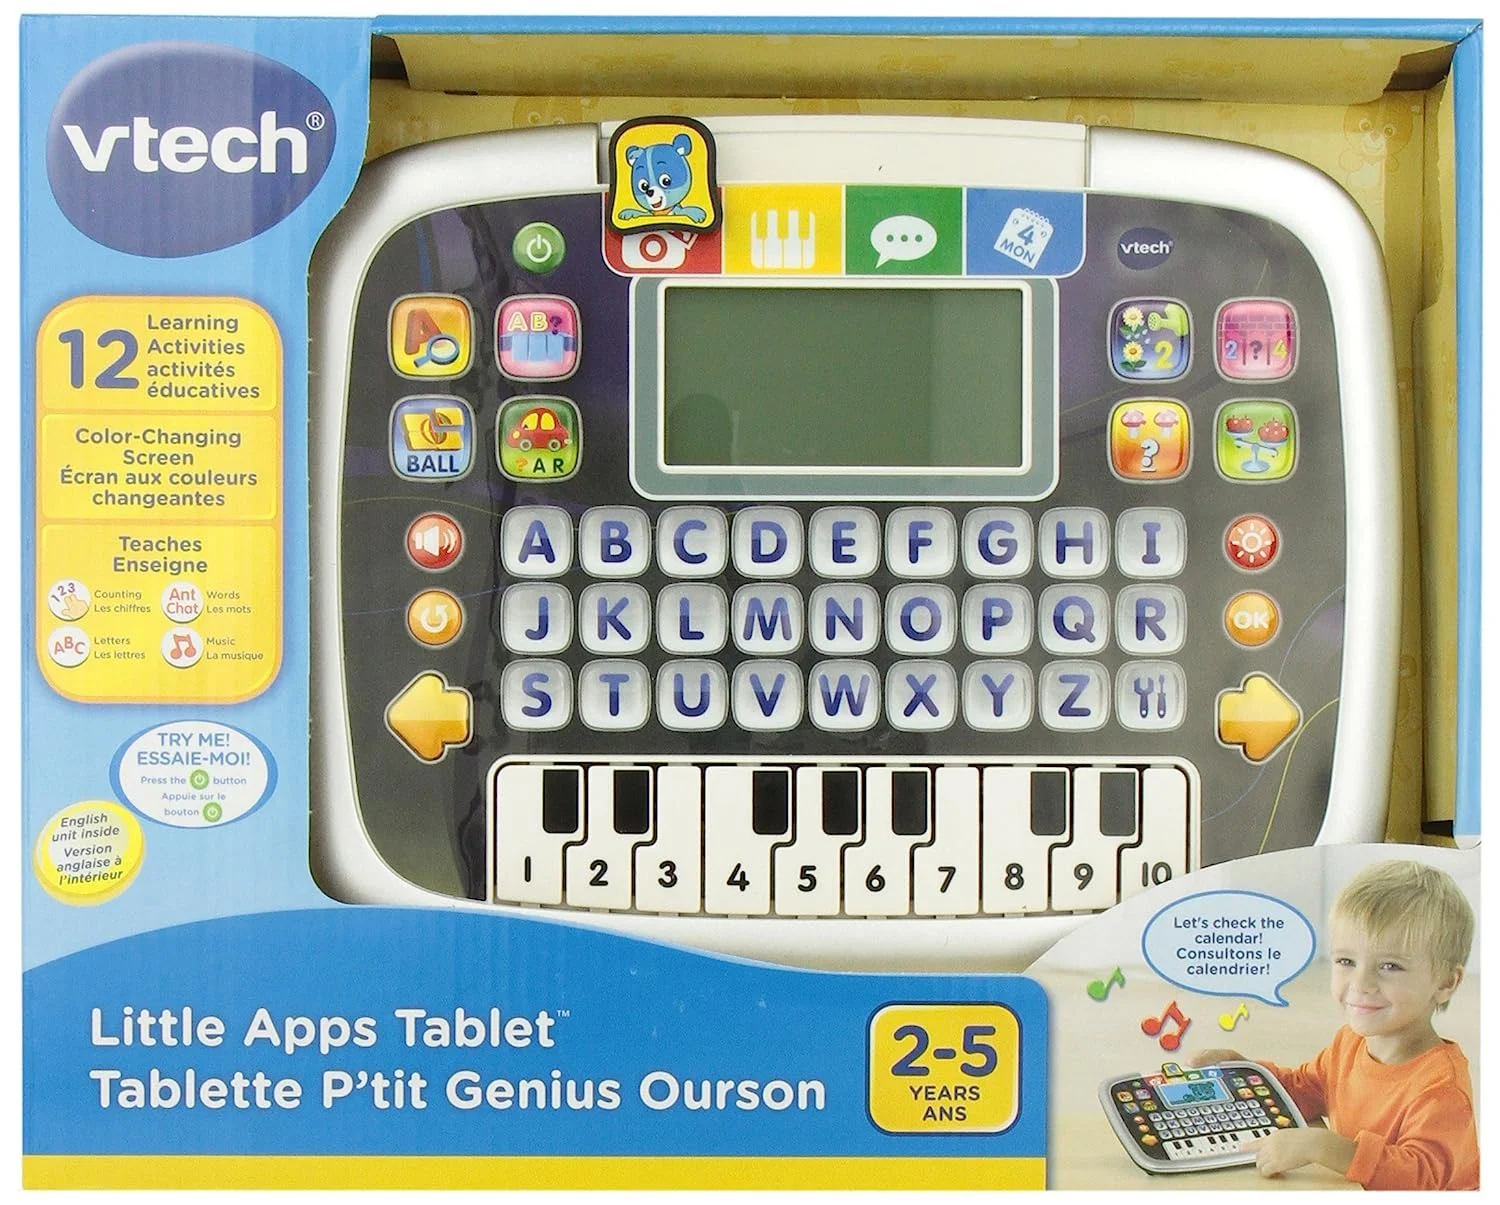 vtech®
12
Learning
Activities
activités
éducatives
Color-Changing
Screen
Écran aux couleurs
changeantes
Teaches
Enseigne
123
Counting
Les chiffres
Ant
Chat
Words
Les mots
ABC
Letters
Les lettres
Music
La musique
TRY ME!
ESSAIE-MOI!
Press the button
Appuie sur le
bouton
English
unit inside
Version
anglaise à
l'intérieur
4
MON
vtech®
A
AB?
2
2 ? 4
BALL
? A R
?
A B C D E F G H I
J K L M N O P Q R
OK
S T U V W X Y Z
1 2 3 4 5 6 7 8 9 10
Let's check the
calendar!
Consultons le
calendrier!
Little Apps Tablet™
Tablette P'tit Genius Ourson
2-5
YEARS
ANS